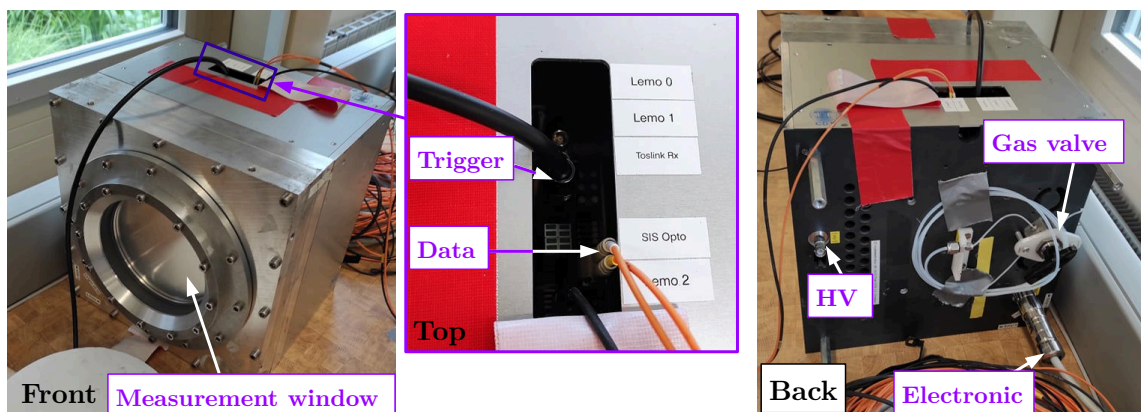 Front
Measurement window
Lemo 0
Lemo 1
Trigger
Toslink Rx
Data
SIS Opto
emo 2
Top
Gas valve
HV
Back
Electronic